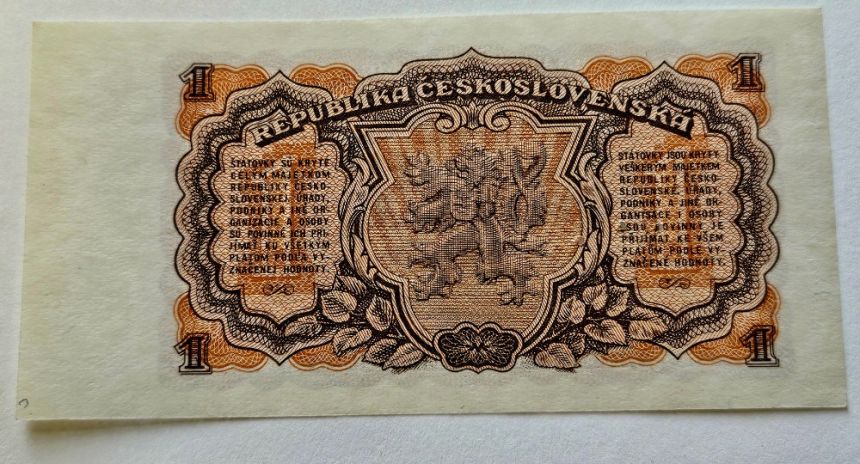 1
1
REPUBLIKA ČESKOSLOVENSKÁ
ŠTÁTOVKY SÚ KRYTÉ
CELÝM MAJETKOM
REPUBLIKY ČESKO-
SLOVENSKEJ. ÚRADY,
PODNIKY A INÉ OR-
GANIZÁCIE A OSOBY
SÚ POVINNÉ ICH PRI-
JÍMAŤ KU VŠETKÝM
PLATOM PODĽA VY-
ZNAČENEJ HODNOTY.
STÁTOVKY JSOU KRYTY
VEŠKERÝM MAJETKEM
REPUBLIKY ČESKO-
SLOVENSKÉ. ÚŘADY,
PODNIKY A JINÉ OR-
GANISACE I OSOBY
JSOU POVINNY JE
PŘIJÍMAT KE VŠEM
PLATŮM PODLE VY-
ZNAČENÉ HODNOTY.
1
1